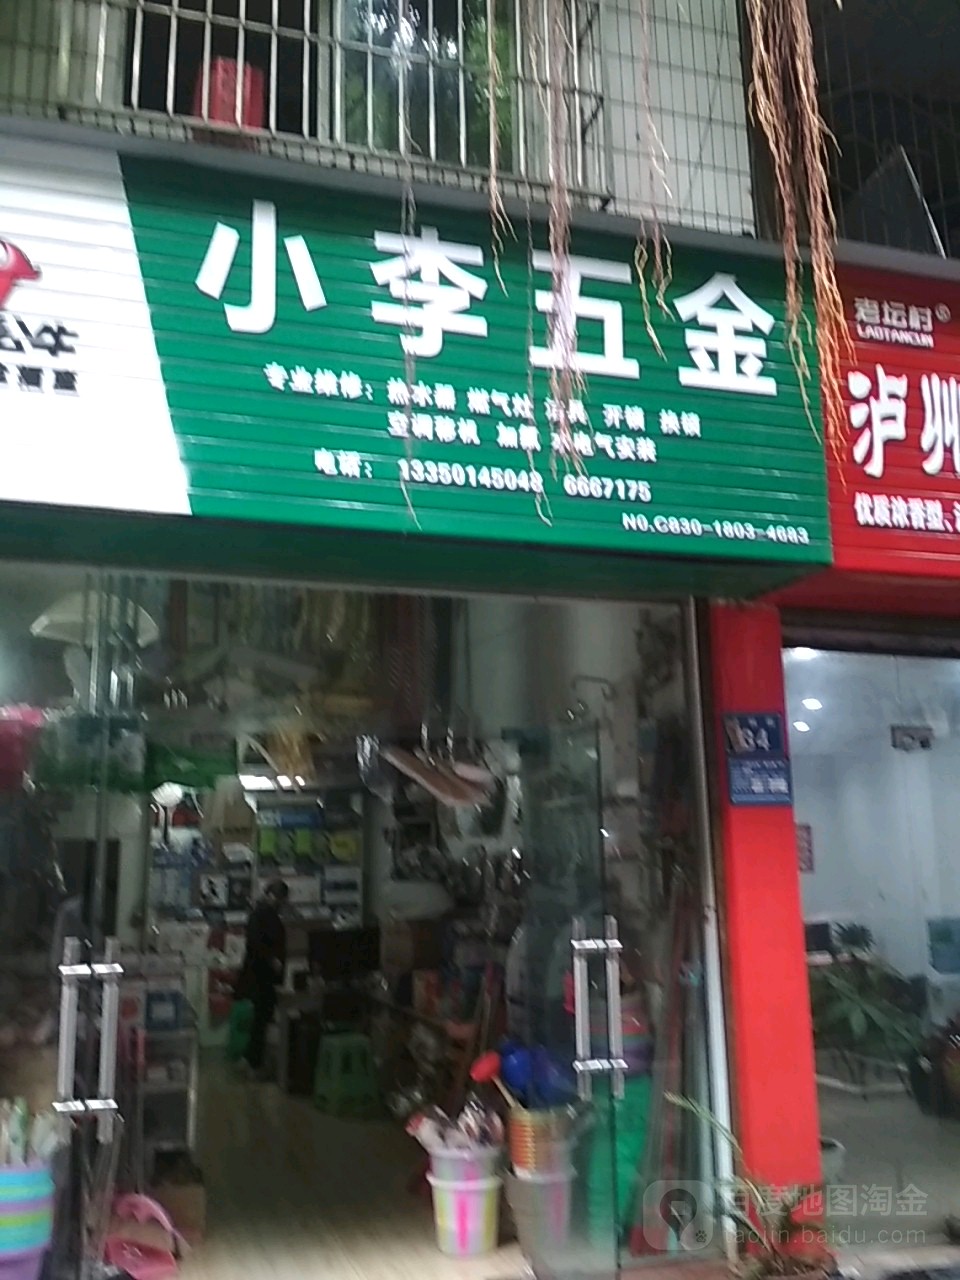 公牛
小李五金
专业维修：热水器 燃气灶 洁具 开锁 换锁
空调移机 加氟 水电气安装
电话： 13350145048 6667175
NO.C830-1803-4683
老坛村®
LAOTANCUN
泸州
优质浓香型、
64
百度地图淘金
taojin.baidu.com